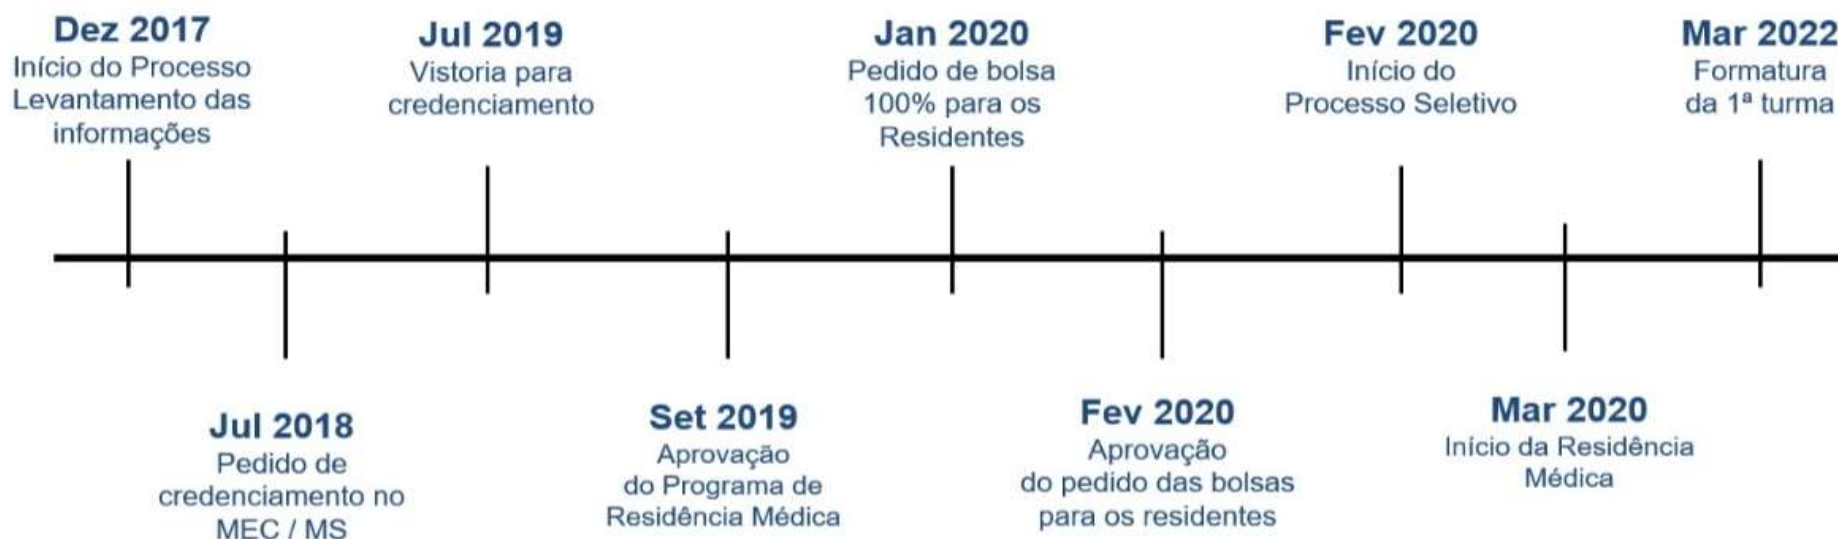 Dez 2017
Início do Processo
Levantamento das
informações
Jul 2018
Pedido de
credenciamento no
MEC / MS
Jul 2019
Vistoria para
credenciamento
Set 2019
Aprovação
do Programa de
Residência Médica
Jan 2020
Pedido de bolsa
100% para os
Residentes
Fev 2020
Aprovação
do pedido das bolsas
para os residentes
Fev 2020
Início do
Processo Seletivo
Mar 2020
Início da Residência
Médica
Mar 2022
Formatura
da 1ª turma